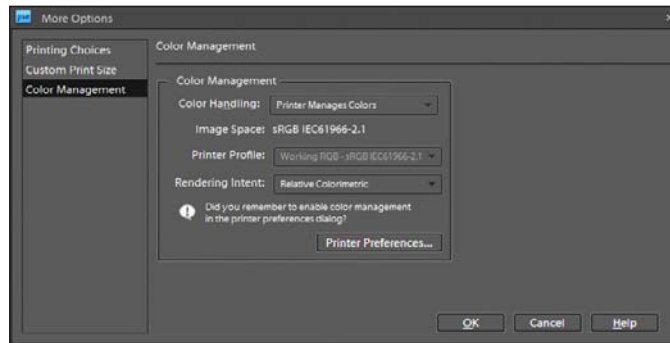 More Options
Printing Choices
Custom Print Size
Color Management
Color Management
Color Management
Color Handling: Printer Manages Colors
Image Space: sRGB IEC61966-2.1
Printer Profile: Working RGB - sRGB IEC61966-2.1
Rendering Intent: Relative Colorimetric
Did you remember to enable color management
in the printer preferences dialog?
Printer Preferences...
OK Cancel Help